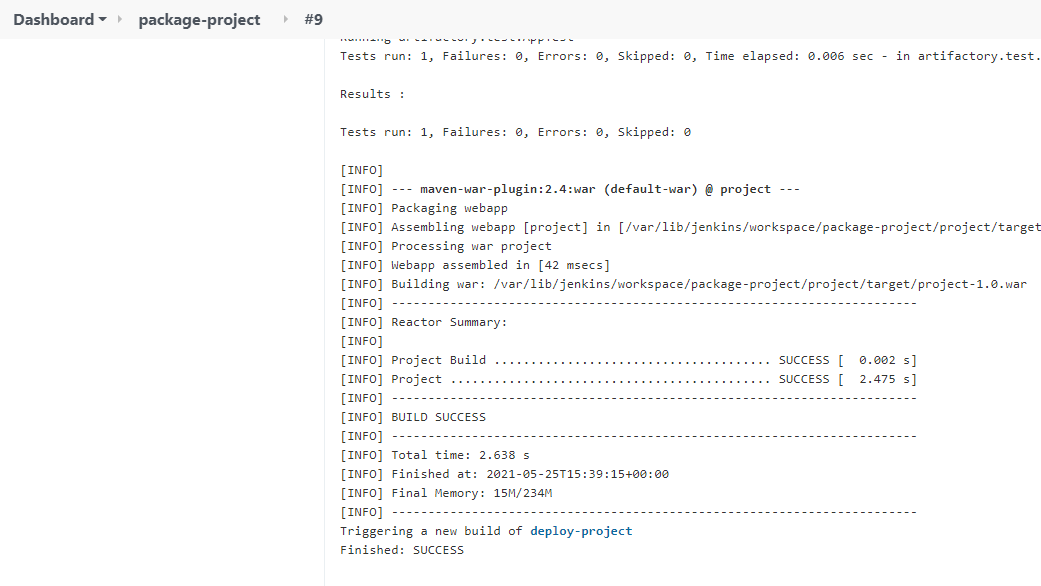 Dashboard package-project #9
Running artifactory.test.AppTest
Tests run: 1, Failures: 0, Errors: 0, Skipped: 0, Time elapsed: 0.006 sec - in artifactory.test.
Results :
Tests run: 1, Failures: 0, Errors: 0, Skipped: 0
[INFO]
[INFO] --- maven-war-plugin:2.4:war (default-war) @ project ---
[INFO] Packaging webapp
[INFO] Assembling webapp [project] in [/var/lib/jenkins/workspace/package-project/project/target
[INFO] Processing war project
[INFO] Webapp assembled in [42 msecs]
[INFO] Building war: /var/lib/jenkins/workspace/package-project/project/target/project-1.0.war
[INFO] ------------------------------------------------------------------------
[INFO] Reactor Summary:
[INFO]
[INFO] Project Build ...................................... SUCCESS [  0.002 s]
[INFO] Project ............................................ SUCCESS [  2.475 s]
[INFO] ------------------------------------------------------------------------
[INFO] BUILD SUCCESS
[INFO] ------------------------------------------------------------------------
[INFO] Total time: 2.638 s
[INFO] Finished at: 2021-05-25T15:39:15+00:00
[INFO] Final Memory: 15M/234M
[INFO] ------------------------------------------------------------------------
Triggering a new build of deploy-project
Finished: SUCCESS